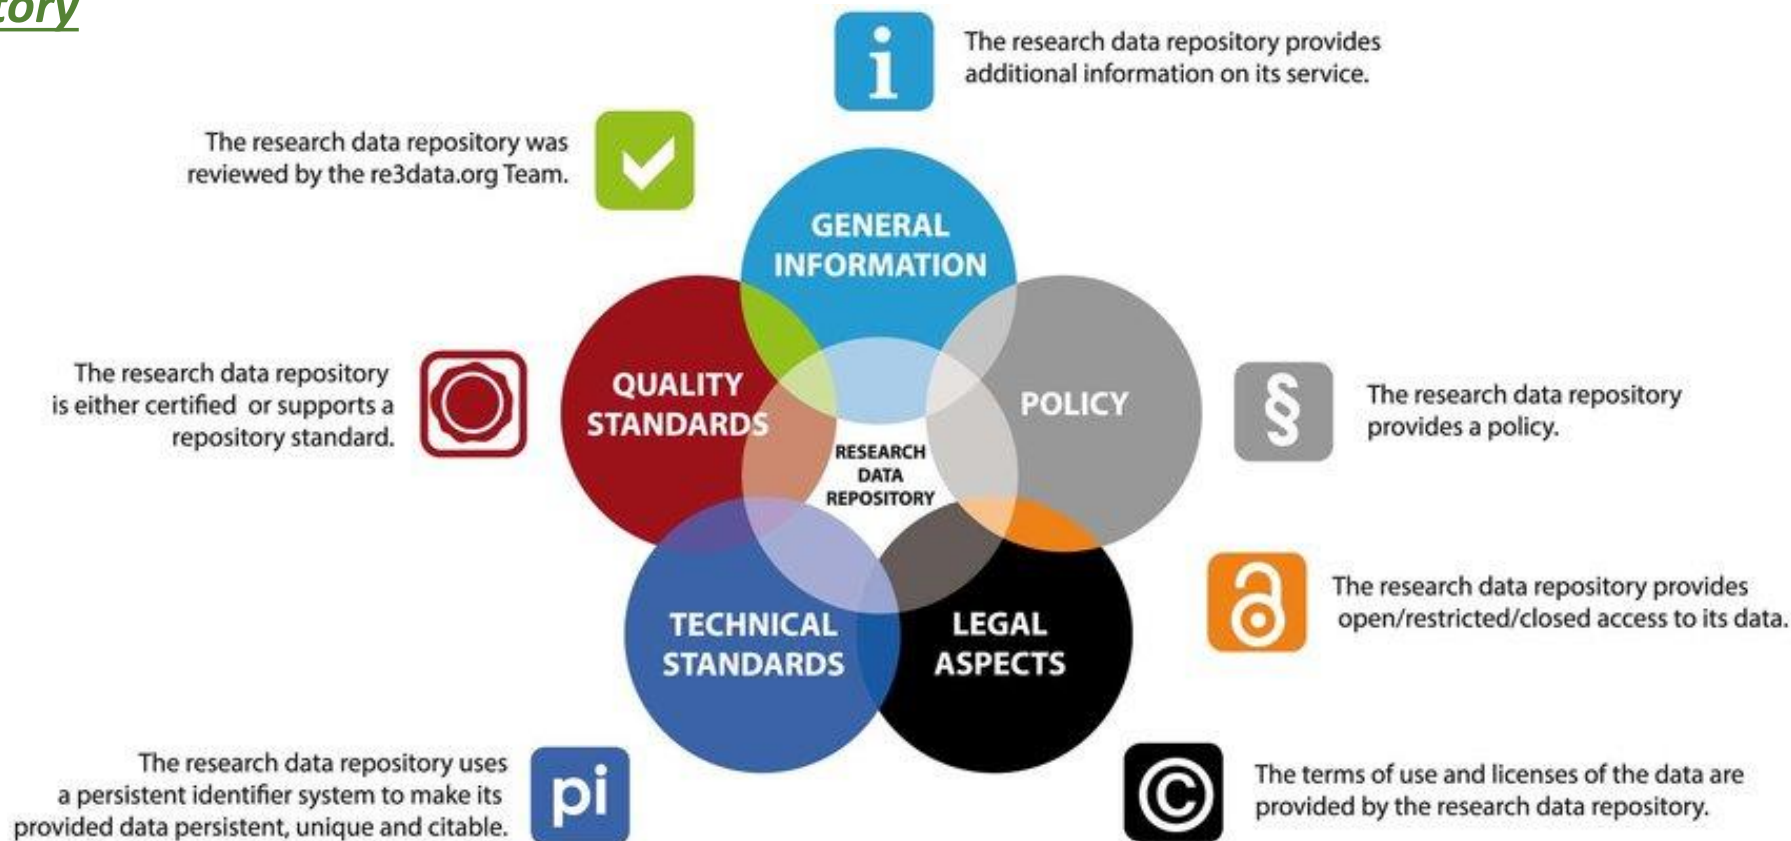 tory
The research data repository provides
additional information on its service.
The research data repository was
reviewed by the re3data.org Team.
GENERAL
INFORMATION
QUALITY
STANDARDS
POLICY
The research data repository
is either certified or supports a
repository standard.
The research data repository
provides a policy.
RESEARCH
DATA
REPOSITORY
The research data repository provides
open/restricted/closed access to its data.
TECHNICAL
STANDARDS
LEGAL
ASPECTS
The research data repository uses
a persistent identifier system to make its
provided data persistent, unique and citable.
pi
The terms of use and licenses of the data are
provided by the research data repository.
i
§
©